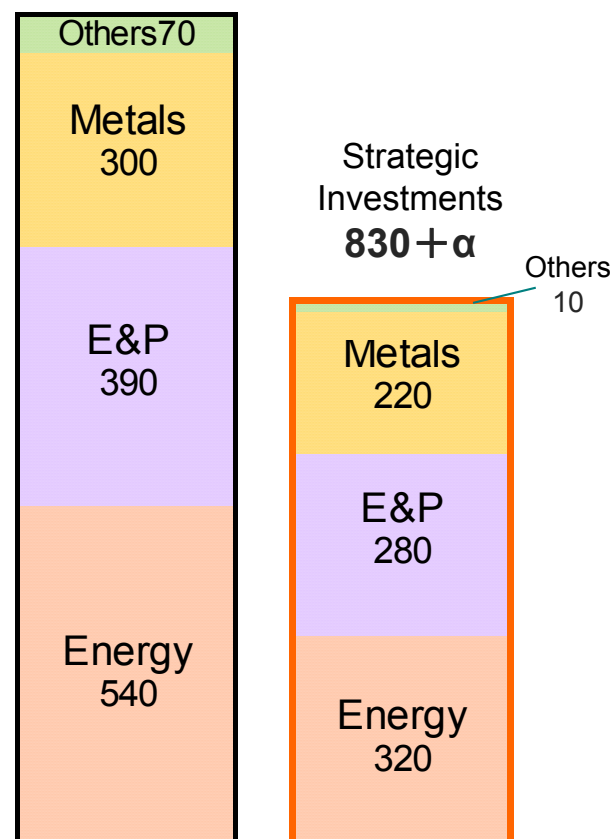 Others70
Metals
300
E&P
390
Energy
540
Strategic
Investments
830＋α
Others
10
Metals
220
E&P
280
Energy
320